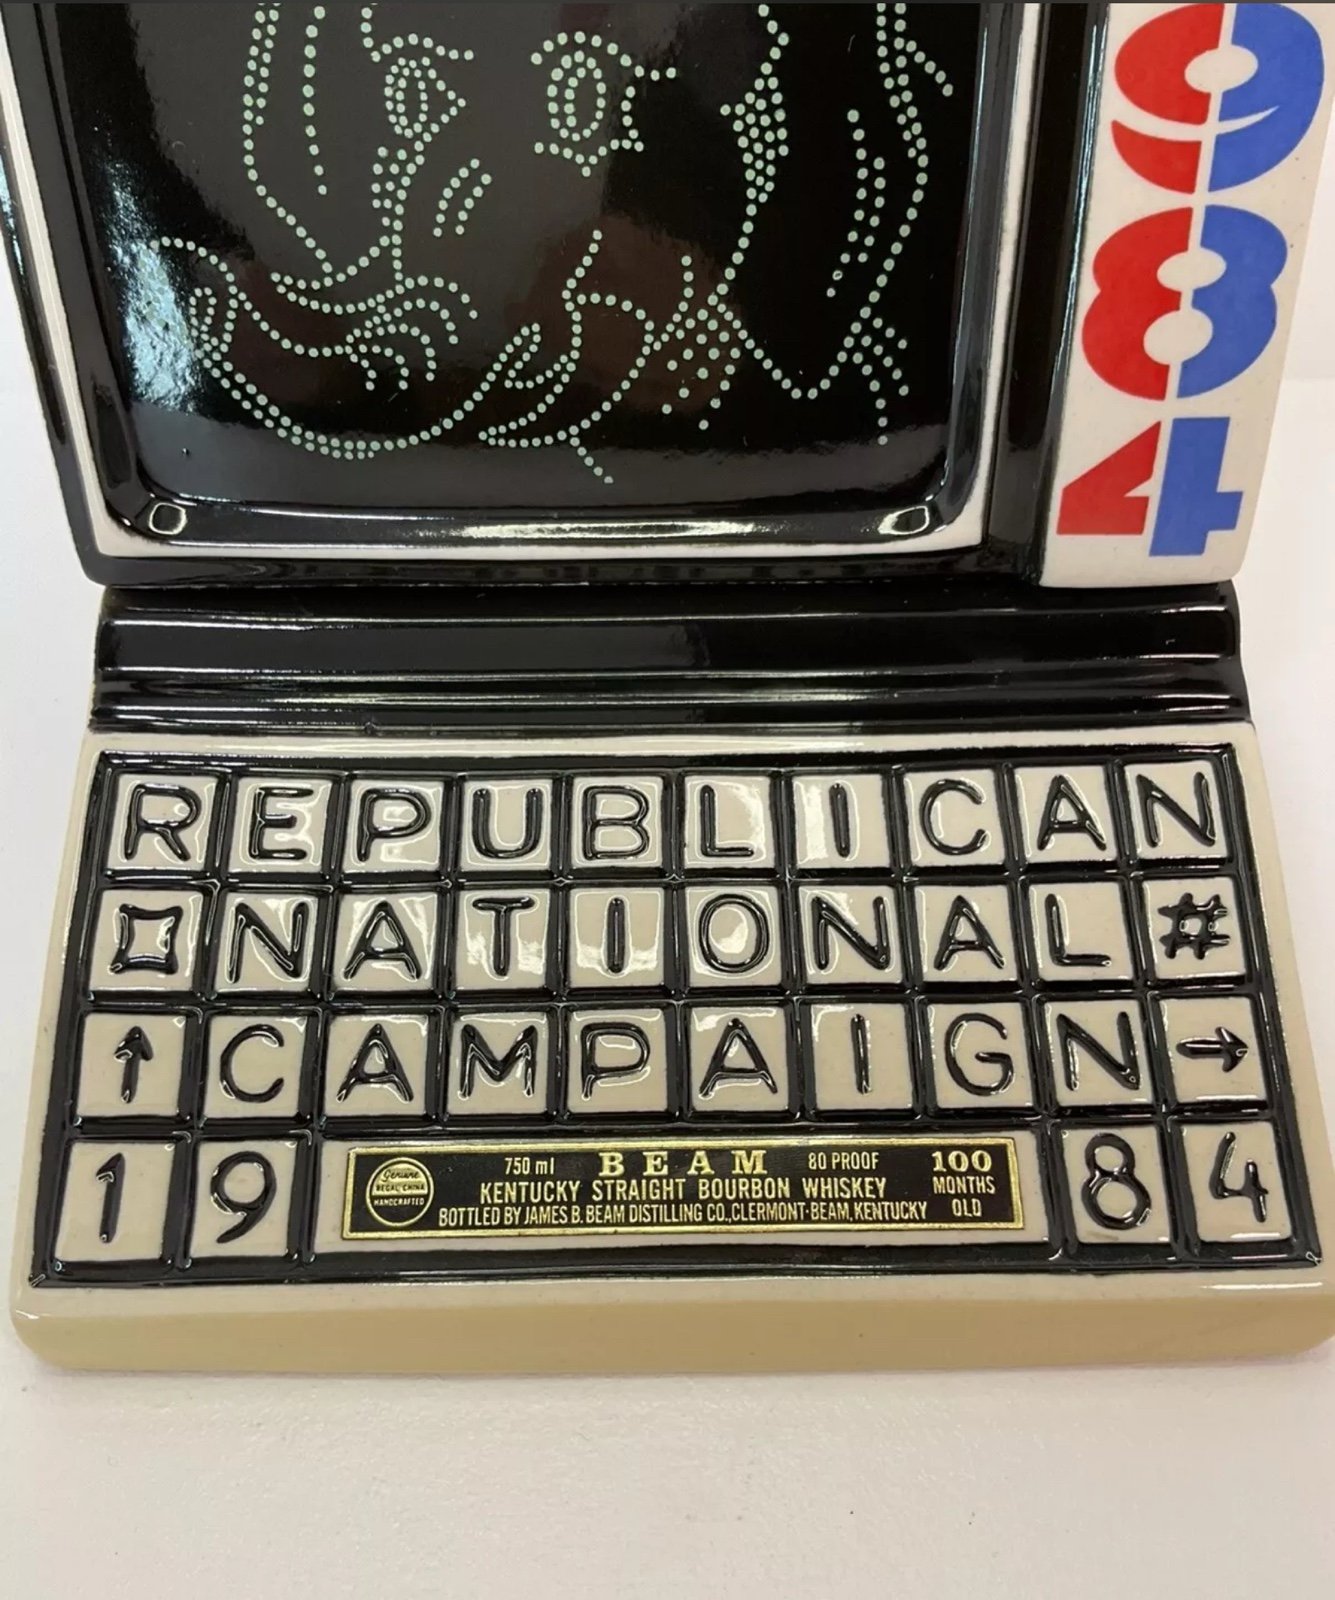 984
REPUBLICAN
NATIONAL #
↑ CAMPAIGN →
19 84
Genuine
REGAL CHINA
HANDCRAFTED
750 ml BEAM 80 PROOF
KENTUCKY STRAIGHT BOURBON WHISKEY
BOTTLED BY JAMES B. BEAM DISTILLING CO., CLERMONT-BEAM, KENTUCKY
100
MONTHS
OLD